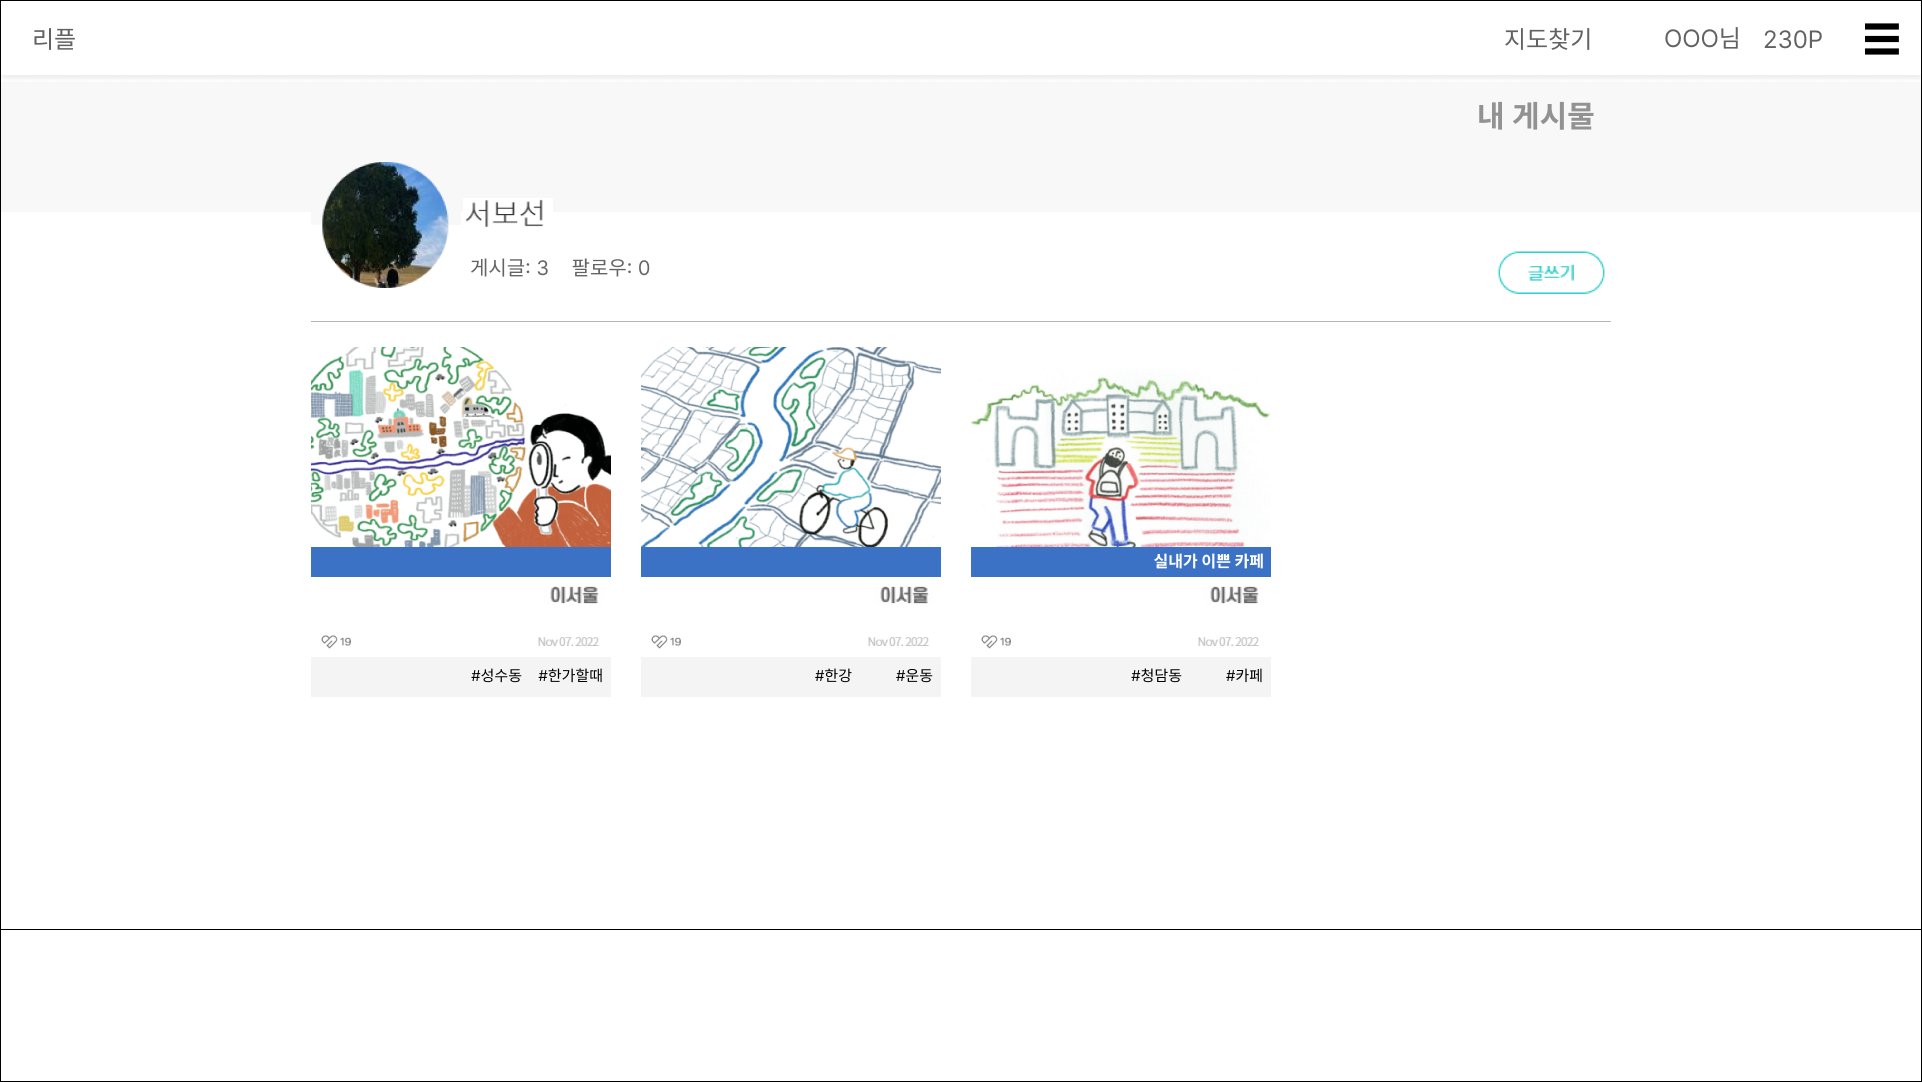 리플 지도찾기 OOO님 230P
내 게시물
서보선
게시글: 3 팔로우: 0
글쓰기
실내가 이쁜 카페
이서울 이서울 이서울
19 Nov 07. 2022 19 Nov 07. 2022 19 Nov 07. 2022
#성수동 #한가할때 #한강 #운동 #청담동 #카페